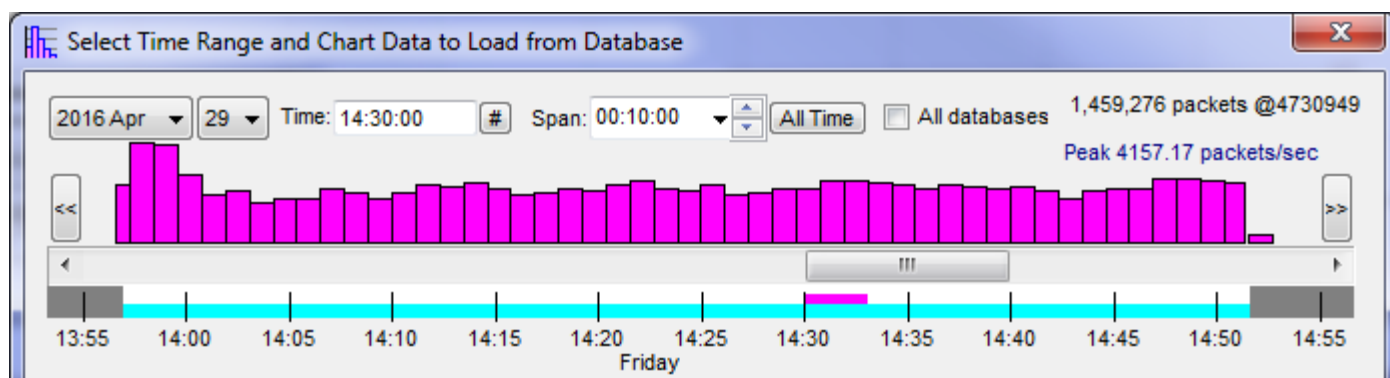 Select Time Range and Chart Data to Load from Database
X
2016 Apr 29 Time: 14:30:00 # Span: 00:10:00 All Time All databases 1,459,276 packets @4730949
Peak 4157.17 packets/sec
<< >>
13:55 14:00 14:05 14:10 14:15 14:20 14:25 14:30 14:35 14:40 14:45 14:50 14:55
Friday